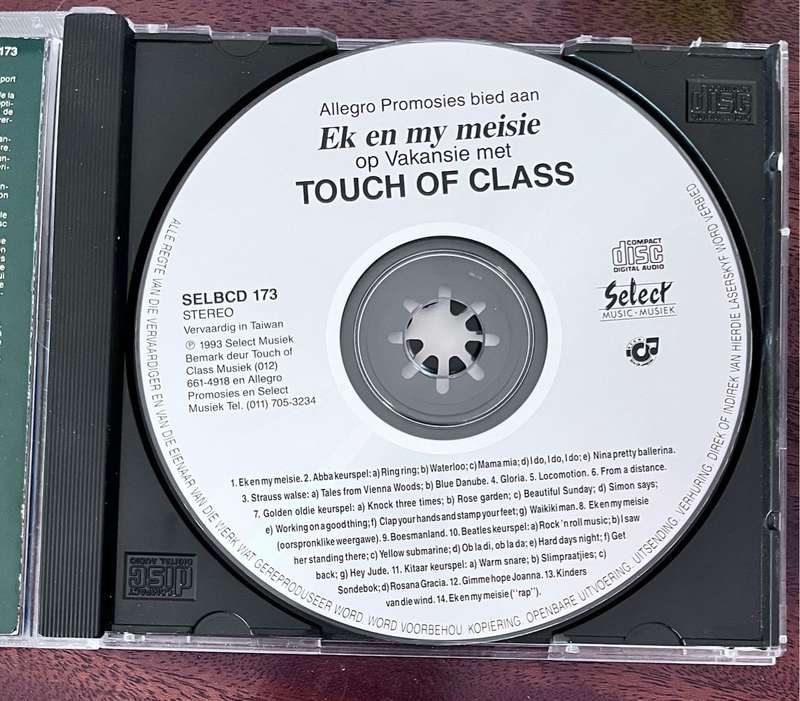 173
port
Allegro Promosies bied aan
Ek en my meisie
op Vakansie met
TOUCH OF CLASS
SELBCD 173
STEREO
Vervaardig in Taiwan
℗ 1993 Select Musiek
Bemark deur Touch of
Class Musiek (012)
661-4918 en Allegro
Promosies en Select
Musiek Tel. (011) 705-3234
COMPACT
disc
DIGITAL AUDIO
Select
MUSIC · MUSIEK
1. Ek en my meisie. 2. Abba keurspel: a) Ring ring; b) Waterloo; c) Mama mia; d) I do, I do, I do; e) Nina pretty ballerina.
3. Strauss walse: a) Tales from Vienna Woods; b) Blue Danube. 4. Gloria. 5. Locomotion. 6. From a distance.
7. Golden oldie keurspel: a) Knock three times; b) Rose garden; c) Beautiful Sunday; d) Simon says;
e) Working on a good thing; f) Clap your hands and stamp your feet; g) Waikiki man. 8. Ek en my meisie
(oorspronklike weergawe). 9. Boesmanland. 10. Beatles keurspel: a) Rock 'n roll music; b) I saw
her standing there; c) Yellow submarine; d) Ob la di, ob la da; e) Hard days night; f) Get
back; g) Hey Jude. 11. Kitaar keurspel: a) Warm snare; b) Slimpraatjies; c)
Sondebok; d) Rosana Gracia. 12. Gimme hope Joanna. 13. Kinders
van die wind. 14. Ek en my meisie ("rap").
ALLE REGTE VAN DIE VERVAARDIGER EN VAN DIE EIENAAR VAN DIE WERK WAT GEREPRODUSEER WORD, WORD VOORBEHOU. KOPIERING, OPENBARE UITVOERING, UITSENDING, VERHURING, DIREK OF INDIREK VAN HIERDIE LASERSKYF WORD VERBIED
disc
COMPACT
disc
DIGITAL AUDIO